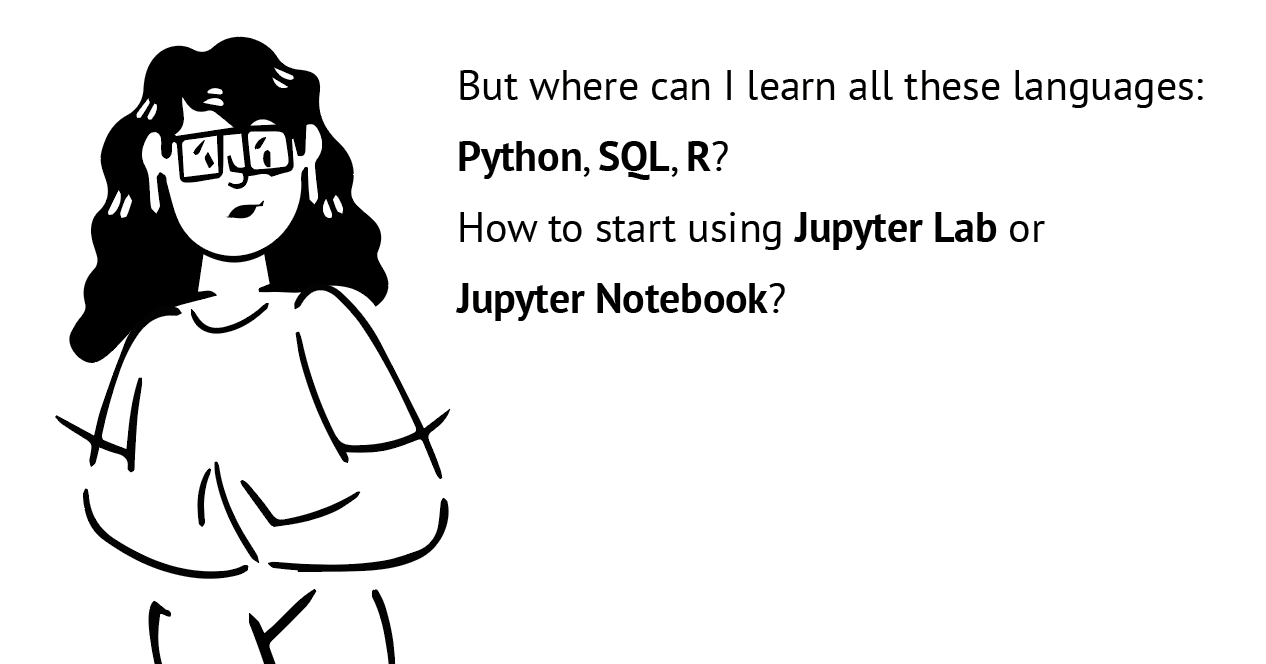 But where can I learn all these languages:
Python, SQL, R?
How to start using Jupyter Lab or
Jupyter Notebook?